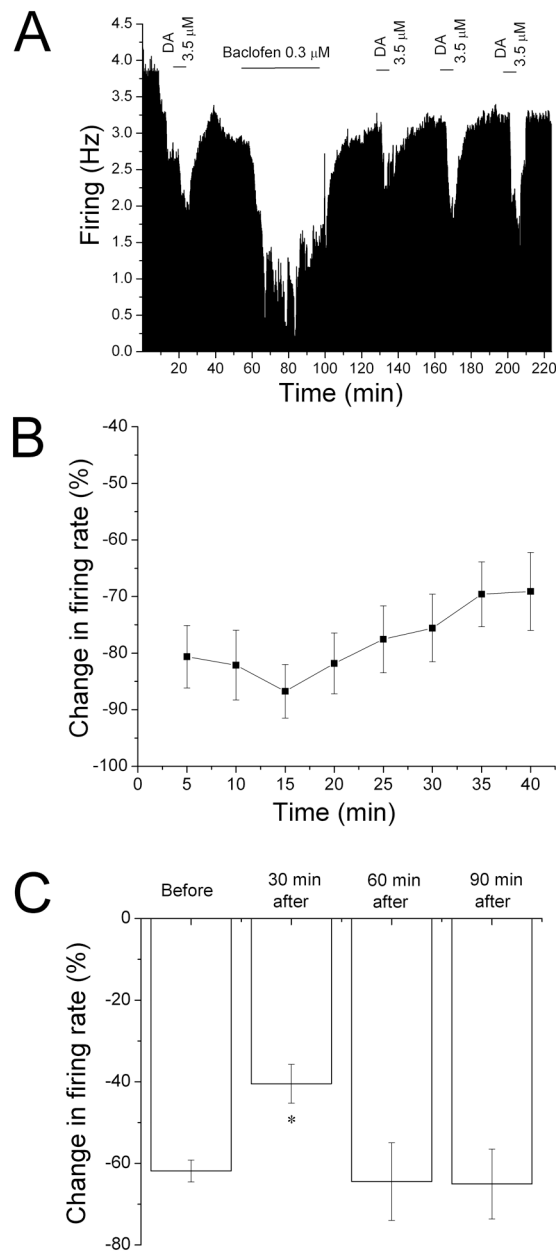 A
DA
3.5 µM
Baclofen 0.3 µM
DA
3.5 µM
DA
3.5 µM
DA
3.5 µM
4.5
4.0
3.5
3.0
2.5
2.0
1.5
1.0
0.5
0.0
Firing (Hz)
20 40 60 80 100 120 140 160 180 200 220
Time (min)
B
-40
-60
-70
-80
-90
-100
Change in firing rate (%)
0 5 10 15 20 25 30 35 40
Time (min)
C
Before
30 min
after
60 min
after
90 min
after
0
-20
-40
-60
-80
Change in firing rate (%)
*